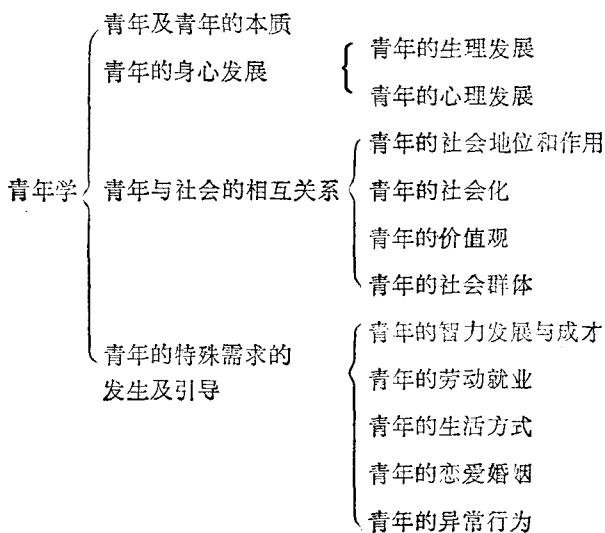 青年学
青年及青年的本质
青年的身心发展
青年的生理发展
青年的心理发展
青年与社会的相互关系
青年的社会地位和作用
青年的社会化
青年的价值观
青年的社会群体
青年的特殊需求的
发生及引导
青年的智力发展与成才
青年的劳动就业
青年的生活方式
青年的恋爱婚姻
青年的异常行为